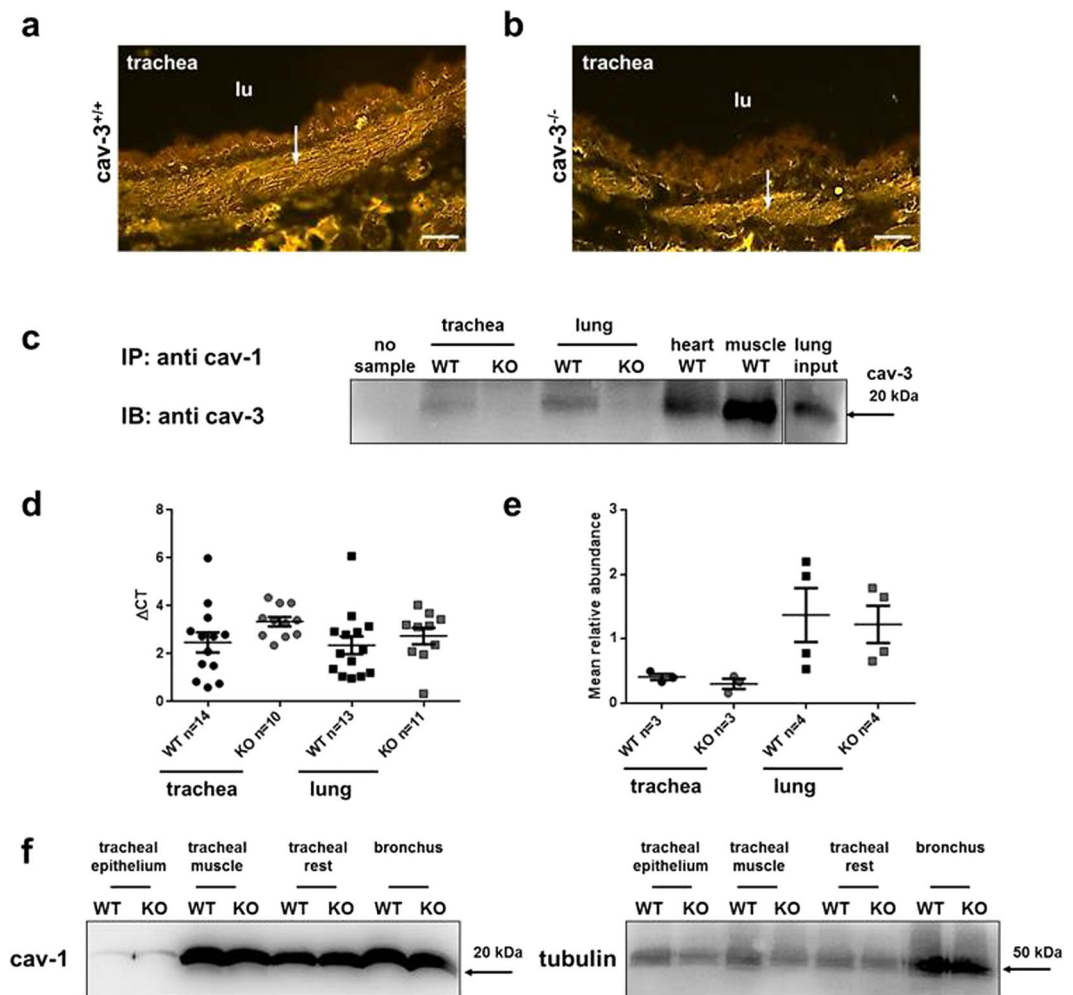 a
trachea
lu
cav-3+/+
b
trachea
lu
cav-3-/-
c
IP: anti cav-1
IB: anti cav-3
no sample
trachea
WT KO
lung
WT KO
heart WT
muscle WT
lung input
cav-3
20 kDa
d
ΔCT
8
6
4
2
0
WT n=14
KO n=10
WT n=13
KO n=11
trachea
lung
e
Mean relative abundance
3
2
1
0
WT n=3
KO n=3
WT n=4
KO n=4
trachea
lung
f
tracheal epithelium
tracheal muscle
tracheal rest
bronchus
WT KO WT KO WT KO WT KO
cav-1
20 kDa
tracheal epithelium
tracheal muscle
tracheal rest
bronchus
WT KO WT KO WT KO WT KO
tubulin
50 kDa